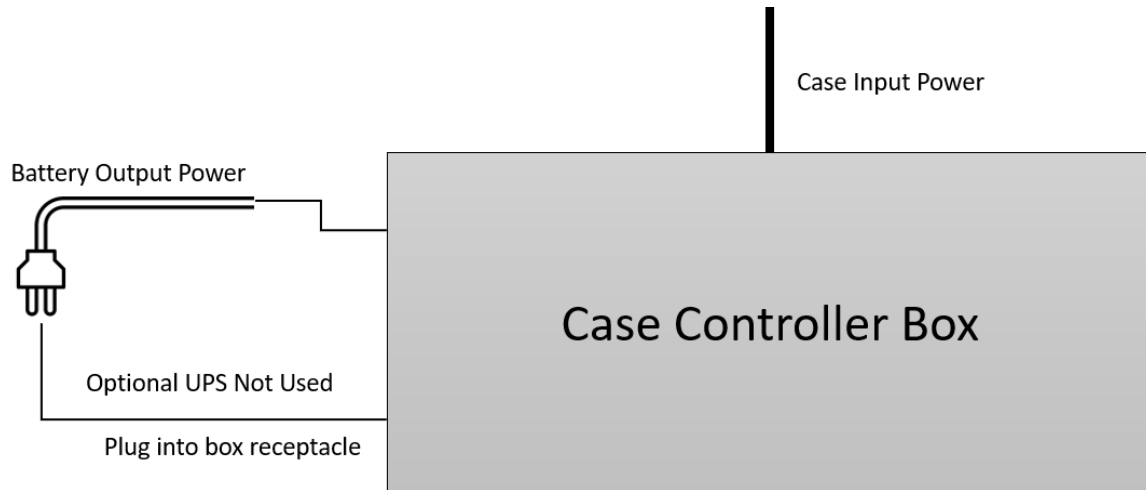 Case Input Power
Battery Output Power
Case Controller Box
Optional UPS Not Used
Plug into box receptacle